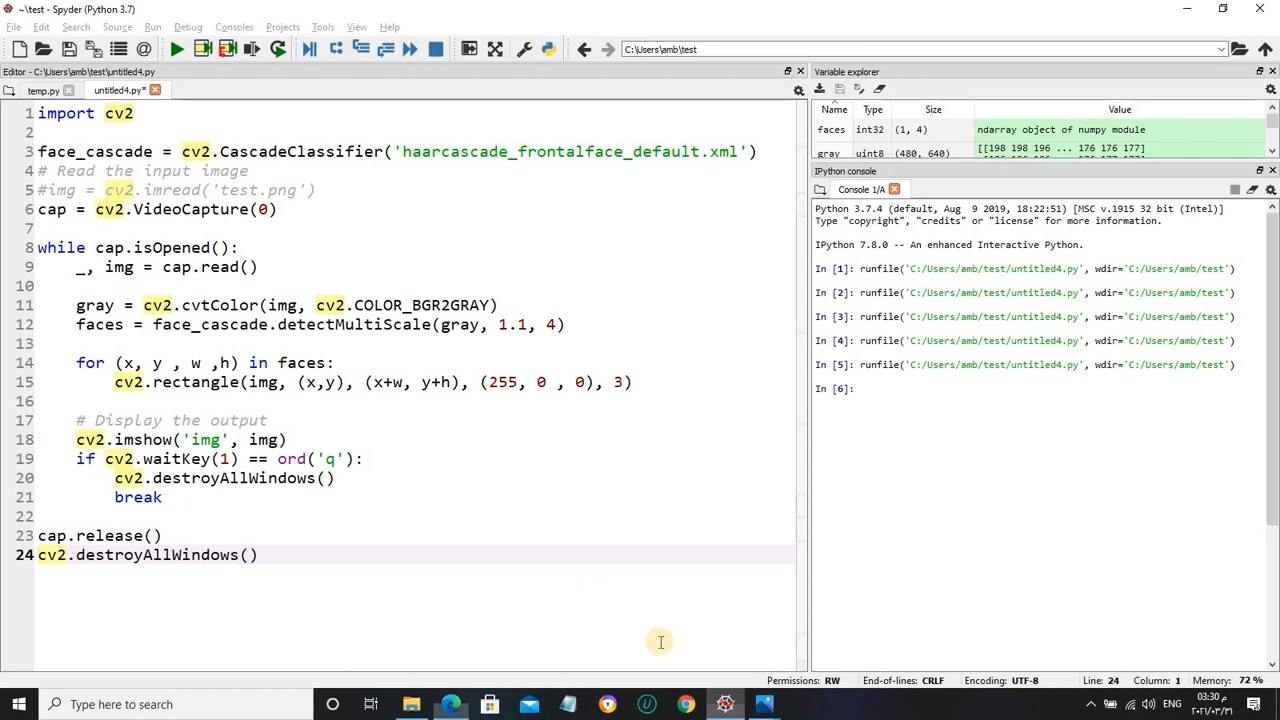 ~\test - Spyder (Python 3.7)
File Edit Search Source Run Debug Consoles Projects Tools View Help
C:\Users\amb\test
Editor - C:\Users\amb\test\untitled4.py
temp.py untitled4.py*
1 import cv2
2
3 face_cascade = cv2.CascadeClassifier('haarcascade_frontalface_default.xml')
4 # Read the input image
5 #img = cv2.imread('test.png')
6 cap = cv2.VideoCapture(0)
7
8 while cap.isOpened():
9 _, img = cap.read()
10
11 gray = cv2.cvtColor(img, cv2.COLOR_BGR2GRAY)
12 faces = face_cascade.detectMultiScale(gray, 1.1, 4)
13
14 for (x, y , w ,h) in faces:
15 cv2.rectangle(img, (x,y), (x+w, y+h), (255, 0 , 0), 3)
16
17 # Display the output
18 cv2.imshow('img', img)
19 if cv2.waitKey(1) == ord('q'):
20 cv2.destroyAllWindows()
21 break
22
23 cap.release()
24 cv2.destroyAllWindows()
Variable explorer
Name Type Size Value
faces int32 (1, 4) ndarray object of numpy module
gray uint8 (480, 640) [[198 198 196 ... 176 176 177]
IPython console
Console 1/A
Python 3.7.4 (default, Aug 9 2019, 18:22:51) [MSC v.1915 32 bit (Intel)]
Type "copyright", "credits" or "license" for more information.
IPython 7.8.0 -- An enhanced Interactive Python.
In [1]: runfile('C:/Users/amb/test/untitled4.py', wdir='C:/Users/amb/test')
In [2]: runfile('C:/Users/amb/test/untitled4.py', wdir='C:/Users/amb/test')
In [3]: runfile('C:/Users/amb/test/untitled4.py', wdir='C:/Users/amb/test')
In [4]: runfile('C:/Users/amb/test/untitled4.py', wdir='C:/Users/amb/test')
In [5]: runfile('C:/Users/amb/test/untitled4.py', wdir='C:/Users/amb/test')
In [6]:
Permissions: RW End-of-lines: CRLF Encoding: UTF-8 Line: 24 Column: 1 Memory: 72 %
Type here to search
ENG
03:30 م